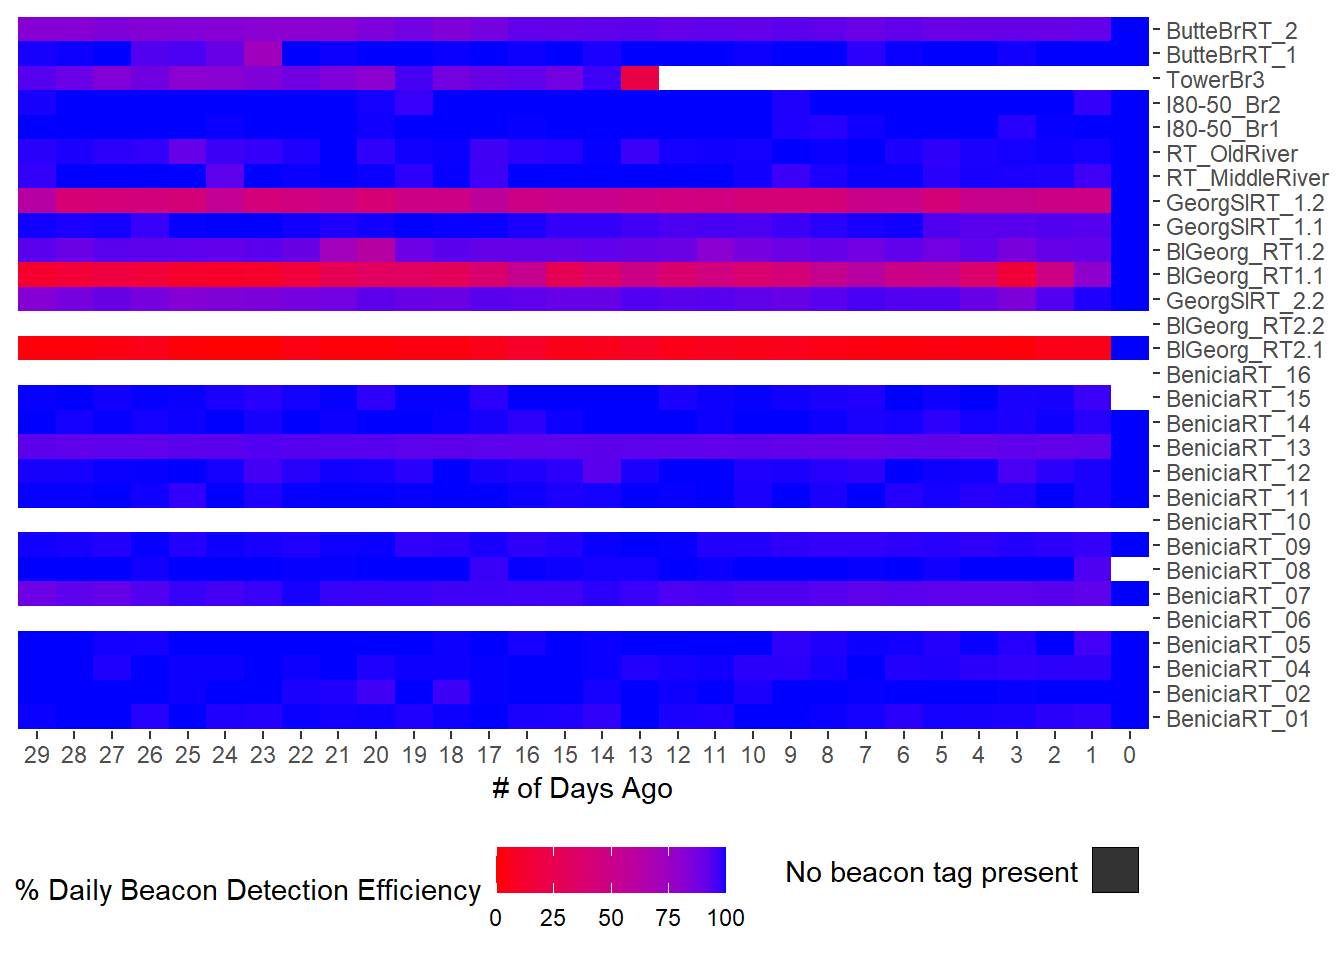 ButteBrRT_2
ButteBrRT_1
TowerBr3
I80-50_Br2
I80-50_Br1
RT_OldRiver
RT_MiddleRiver
GeorgSlRT_1.2
GeorgSlRT_1.1
BlGeorg_RT1.2
BlGeorg_RT1.1
GeorgSlRT_2.2
BlGeorg_RT2.2
BlGeorg_RT2.1
BeniciaRT_16
BeniciaRT_15
BeniciaRT_14
BeniciaRT_13
BeniciaRT_12
BeniciaRT_11
BeniciaRT_10
BeniciaRT_09
BeniciaRT_08
BeniciaRT_07
BeniciaRT_06
BeniciaRT_05
BeniciaRT_04
BeniciaRT_02
BeniciaRT_01
29 28 27 26 25 24 23 22 21 20 19 18 17 16 15 14 13 12 11 10 9 8 7 6 5 4 3 2 1 0
# of Days Ago
% Daily Beacon Detection Efficiency
0 25 50 75 100
No beacon tag present